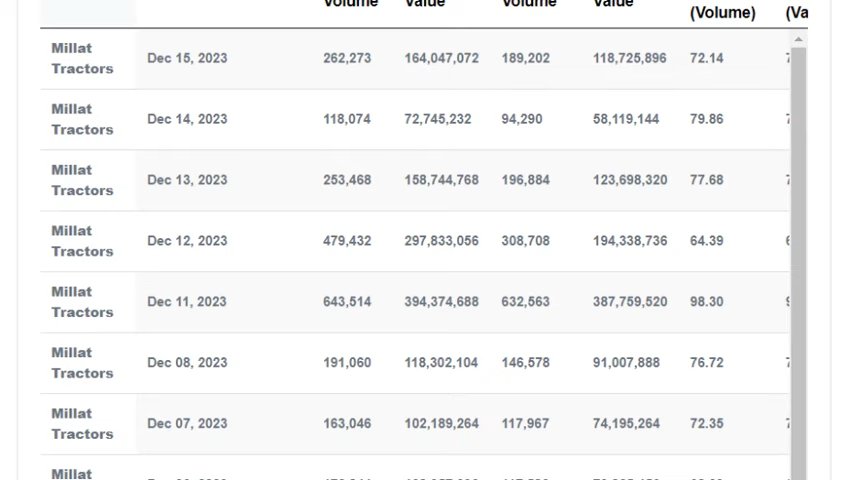 Volume Value Volume Value
(Volume) (Va
Millat
Tractors Dec 15, 2023 262,273 164,047,072 189,202 118,725,896 72.14
Millat
Tractors Dec 14, 2023 118,074 72,745,232 94,290 58,119,144 79.86
Millat
Tractors Dec 13, 2023 253,468 158,744,768 196,884 123,698,320 77.68
Millat
Tractors Dec 12, 2023 479,432 297,833,056 308,708 194,338,736 64.39
Millat
Tractors Dec 11, 2023 643,514 394,374,688 632,563 387,759,520 98.30
Millat
Tractors Dec 08, 2023 191,060 118,302,104 146,578 91,007,888 76.72
Millat
Tractors Dec 07, 2023 163,046 102,189,264 117,967 74,195,264 72.35
Millat